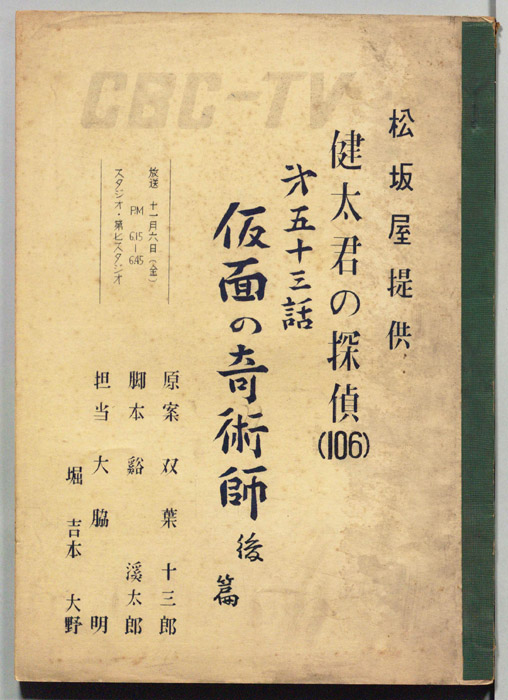 CBC-TV
松坂屋提供
健太君の探偵(106)
才五十三話
仮面の奇術師 後篇
放送 十一月六日(金)
PM 6.15－6.45
スタジオ・第ヒスタジオ
原案 双葉 十三郎
脚本 谿 渓太郎
担当 大脇 明
堀 吉本 大野